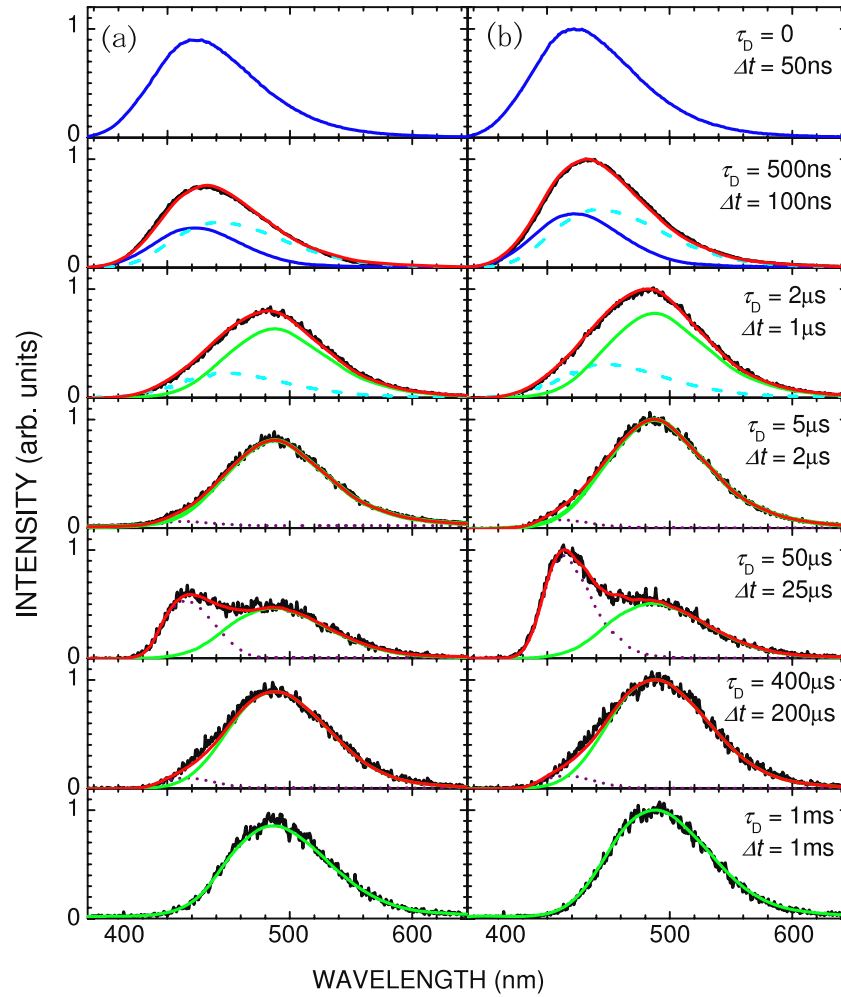 (a)
(b)
1
0
τD = 0
Δt = 50ns
1
0
τD = 500ns
Δt = 100ns
1
0
τD = 2μs
Δt = 1μs
1
0
τD = 5μs
Δt = 2μs
1
0
τD = 50μs
Δt = 25μs
1
0
τD = 400μs
Δt = 200μs
1
0
τD = 1ms
Δt = 1ms
INTENSITY (arb. units)
400 500 600 400 500 600
WAVELENGTH (nm)